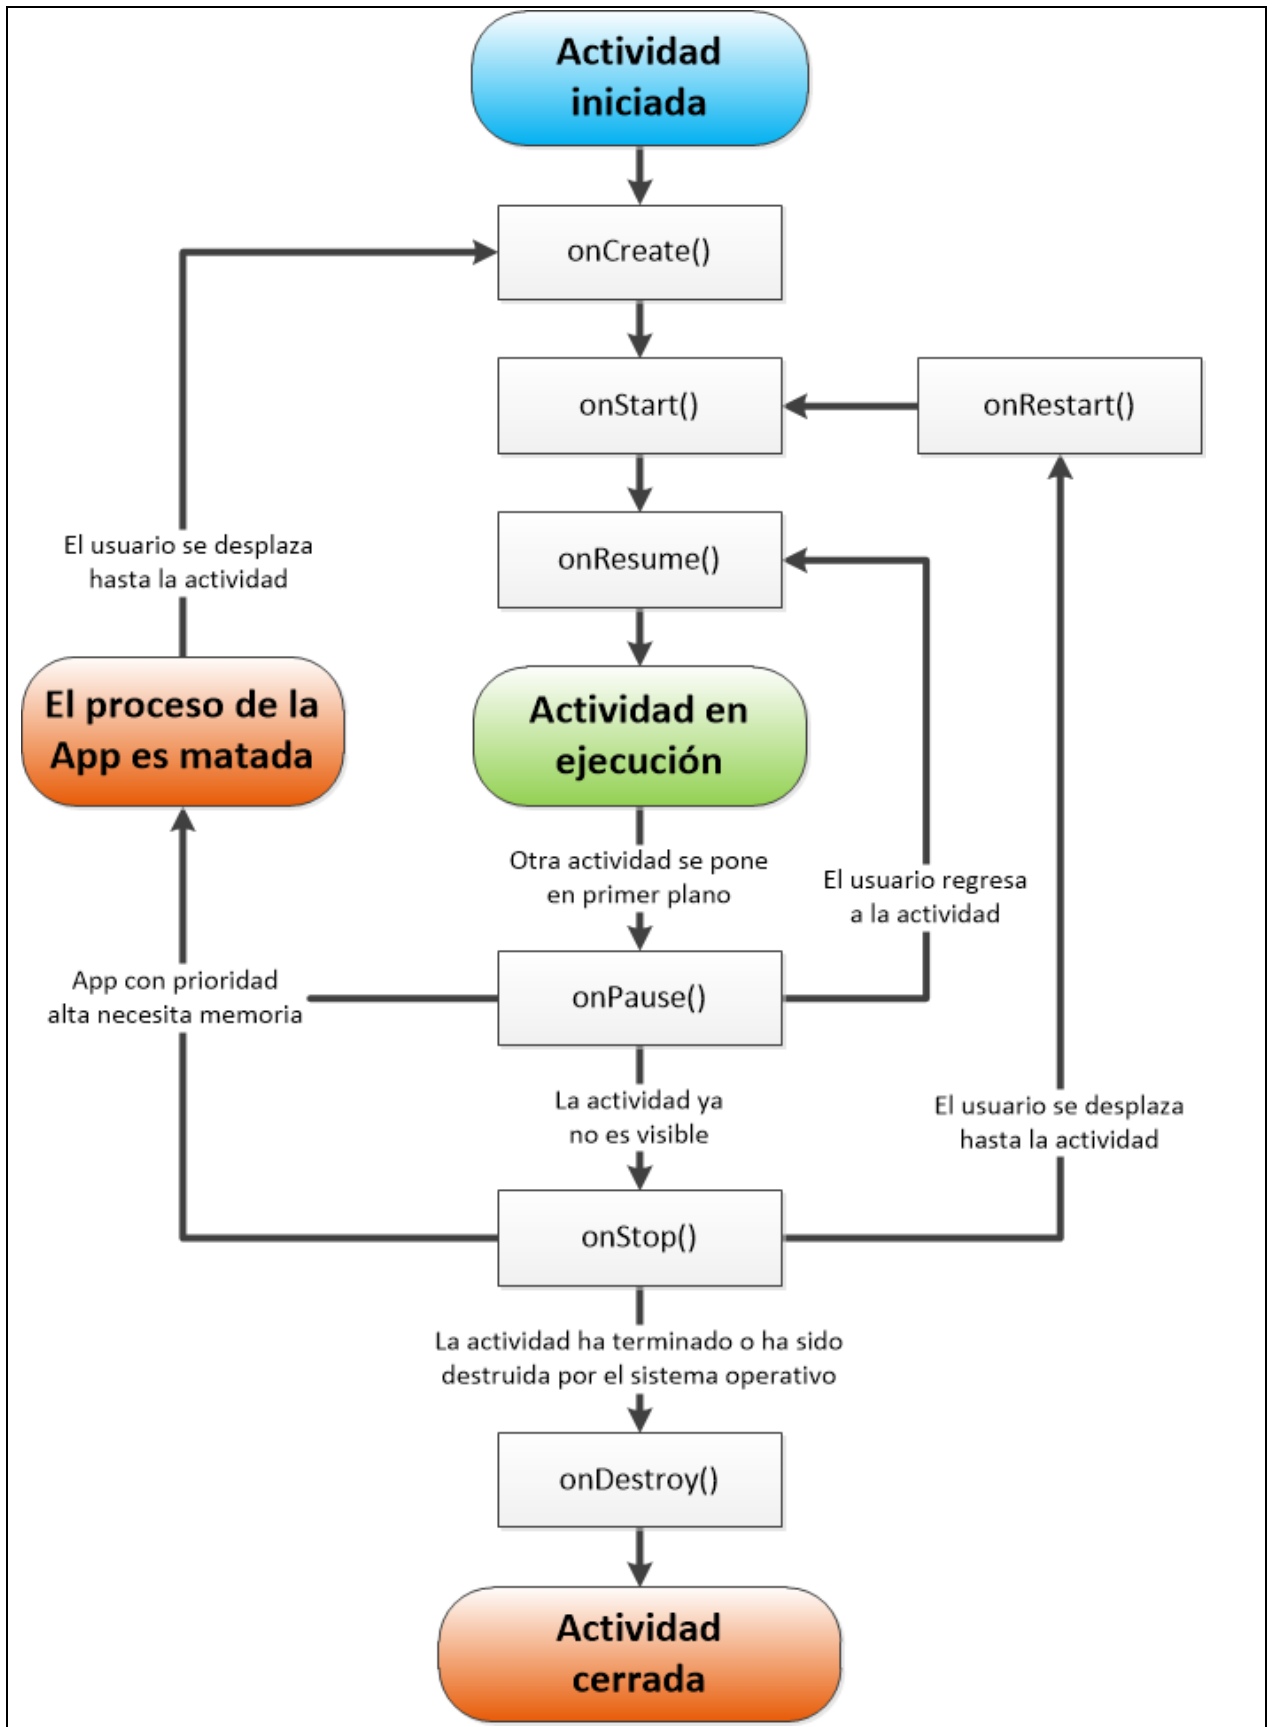 Actividad
iniciada
onCreate()
onStart()
onRestart()
El usuario se desplaza
hasta la actividad
onResume()
El proceso de la
App es matada
Actividad en
ejecución
Otra actividad se pone
en primer plano
El usuario regresa
a la actividad
App con prioridad
alta necesita memoria
onPause()
La actividad ya
no es visible
El usuario se desplaza
hasta la actividad
onStop()
La actividad ha terminado o ha sido
destruida por el sistema operativo
onDestroy()
Actividad
cerrada